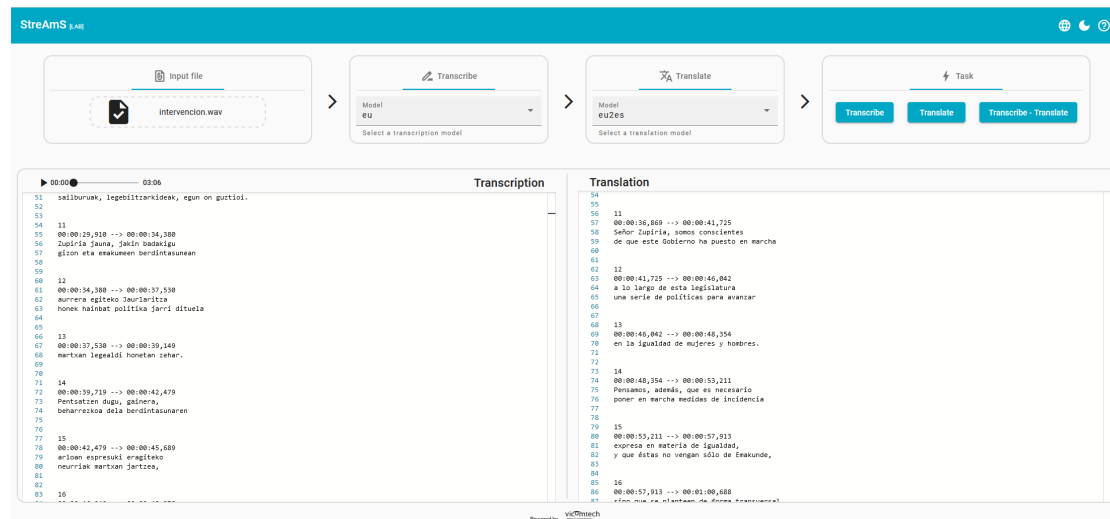 StreAmS [LAB]
Input file
intervencion.wav
Transcribe
Model
eu
Select a transcription model
Translate
Model
eu2es
Select a translation model
Task
Transcribe
Translate
Transcribe - Translate
00:00
03:06
Transcription
51 sailburuak, legebiltzarkideak, egun on guztioi.
52
53
54 11
55 00:00:29,910 --> 00:00:34,380
56 Zupiria jauna, jakin badakigu
57 gizon eta emakumeen berdintasunean
58
59
60 12
61 00:00:34,380 --> 00:00:37,530
62 aurrera egiteko Jaurlaritza
63 honek hainbat politika jarri dituela
64
65
66 13
67 00:00:37,530 --> 00:00:39,149
68 martxan legealdi honetan zehar.
69
70
71 14
72 00:00:39,719 --> 00:00:42,479
73 Pentsatzen dugu, gainera,
74 beharrezkoa dela berdintasunaren
75
76
77 15
78 00:00:42,479 --> 00:00:45,689
79 arloan espresuki eragiteko
80 neurriak martxan jartzea,
81
82
83 16
Translation
54
55
56 11
57 00:00:36,869 --> 00:00:41,725
58 Señor Zupiria, somos conscientes
59 de que este Gobierno ha puesto en marcha
60
61
62 12
63 00:00:41,725 --> 00:00:46,042
64 a lo largo de esta legislatura
65 una serie de políticas para avanzar
66
67
68 13
69 00:00:46,042 --> 00:00:48,354
70 en la igualdad de mujeres y hombres.
71
72
73 14
74 00:00:48,354 --> 00:00:53,211
75 Pensamos, además, que es necesario
76 poner en marcha medidas de incidencia
77
78
79 15
80 00:00:53,211 --> 00:00:57,913
81 expresa en materia de igualdad,
82 y que éstas no vengan sólo de Emakunde,
83
84
85 16
86 00:00:57,913 --> 00:01:00,688
87 sino que se planteen de forma transversal
Powered by vicomtech